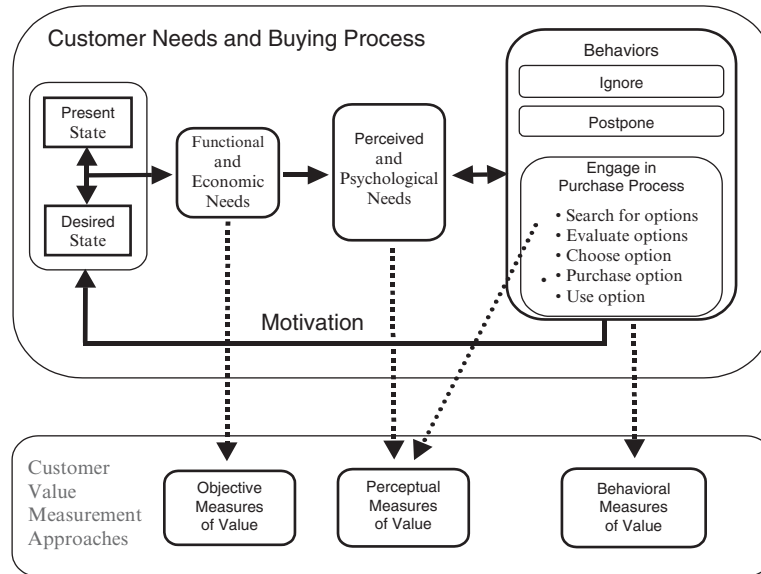 Customer Needs and Buying Process
Present
State
Desired
State
Functional
and
Economic
Needs
Perceived
and
Psychological
Needs
Behaviors
Ignore
Postpone
Engage in
Purchase Process
• Search for options
• Evaluate options
• Choose option
• Purchase option
• Use option
Motivation
Customer
Value
Measurement
Approaches
Objective
Measures
of Value
Perceptual
Measures
of Value
Behavioral
Measures
of Value